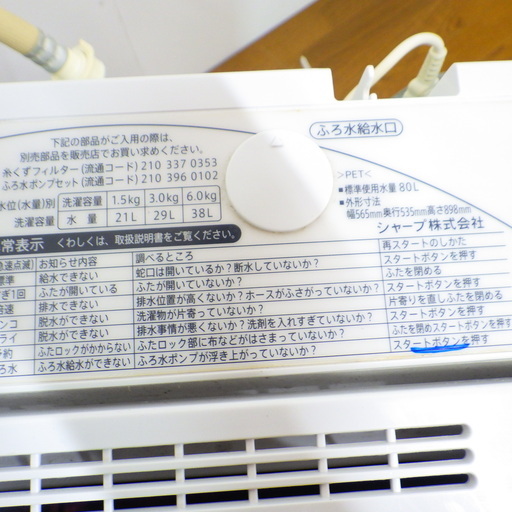 ふろ水給水口
下記の部品がご入用の際は、
別売部品を販売店でお買い求めください。
糸くずフィルター(流通コード) 210 337 0353
ふろ水ポンプセット(流通コード) 210 396 0102
水位(水量)別 洗濯容量 1.5kg 3.0kg 6.0kg
洗濯容量 水 量 21L 29L 38L
>PET<
■標準使用水量 80L
■外形寸法
幅565mm奥行535mm高さ898mm
シャープ株式会社
常表示 くわしくは、取扱説明書をご覧ください。
急速点滅 お知らせ内容 調べるところ 再スタートのしかた
標準 給水できない 蛇口は開いているか?断水していないか? スタートボタンを押す
ぎ1回 ふたが開いている ふたが開いていないか? ふたを閉める
排水できない 排水位置が高くないか?ホースがふさがっていないか? スタートボタンを押す
ンコ 脱水ができない 洗濯物が片寄っていないか? 片寄りを直しふたを閉める
ライ 脱水ができない 排水事情が悪くないか?洗剤を入れすぎていないか? スタートボタンを押す
予約 ふたロックがかからない ふたロック部に布などがはさまっていないか? ふたを閉めスタートボタンを押す
ろ水 ふろ水給水ができない ふろ水ポンプが浮き上がっていないか? スタートボタンを押す